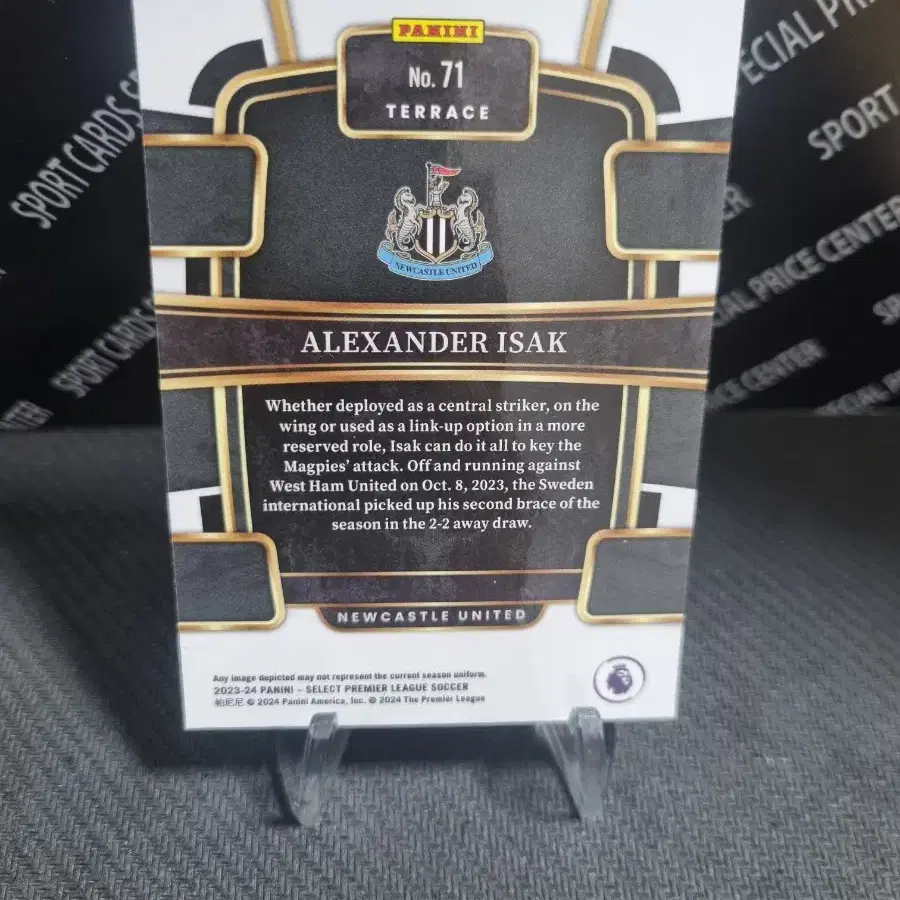 PANINI
No. 71
TERRACE
NEWCASTLE UNITED
ALEXANDER ISAK
Whether deployed as a central striker, on the
wing or used as a link-up option in a more
reserved role, Isak can do it all to key the
Magpies' attack. Off and running against
West Ham United on Oct. 8, 2023, the Sweden
international picked up his second brace of the
season in the 2-2 away draw.
NEWCASTLE UNITED
Any image depicted may not represent the current season uniform.
2023-24 PANINI – SELECT PREMIER LEAGUE SOCCER
帕尼尼 © 2024 Panini America, Inc. © 2024 The Premier League
SPORT CARDS
SPORT CARDS
ECIAL PRI
SPORT
PRICE CENTER
CE CENTER
SPORT